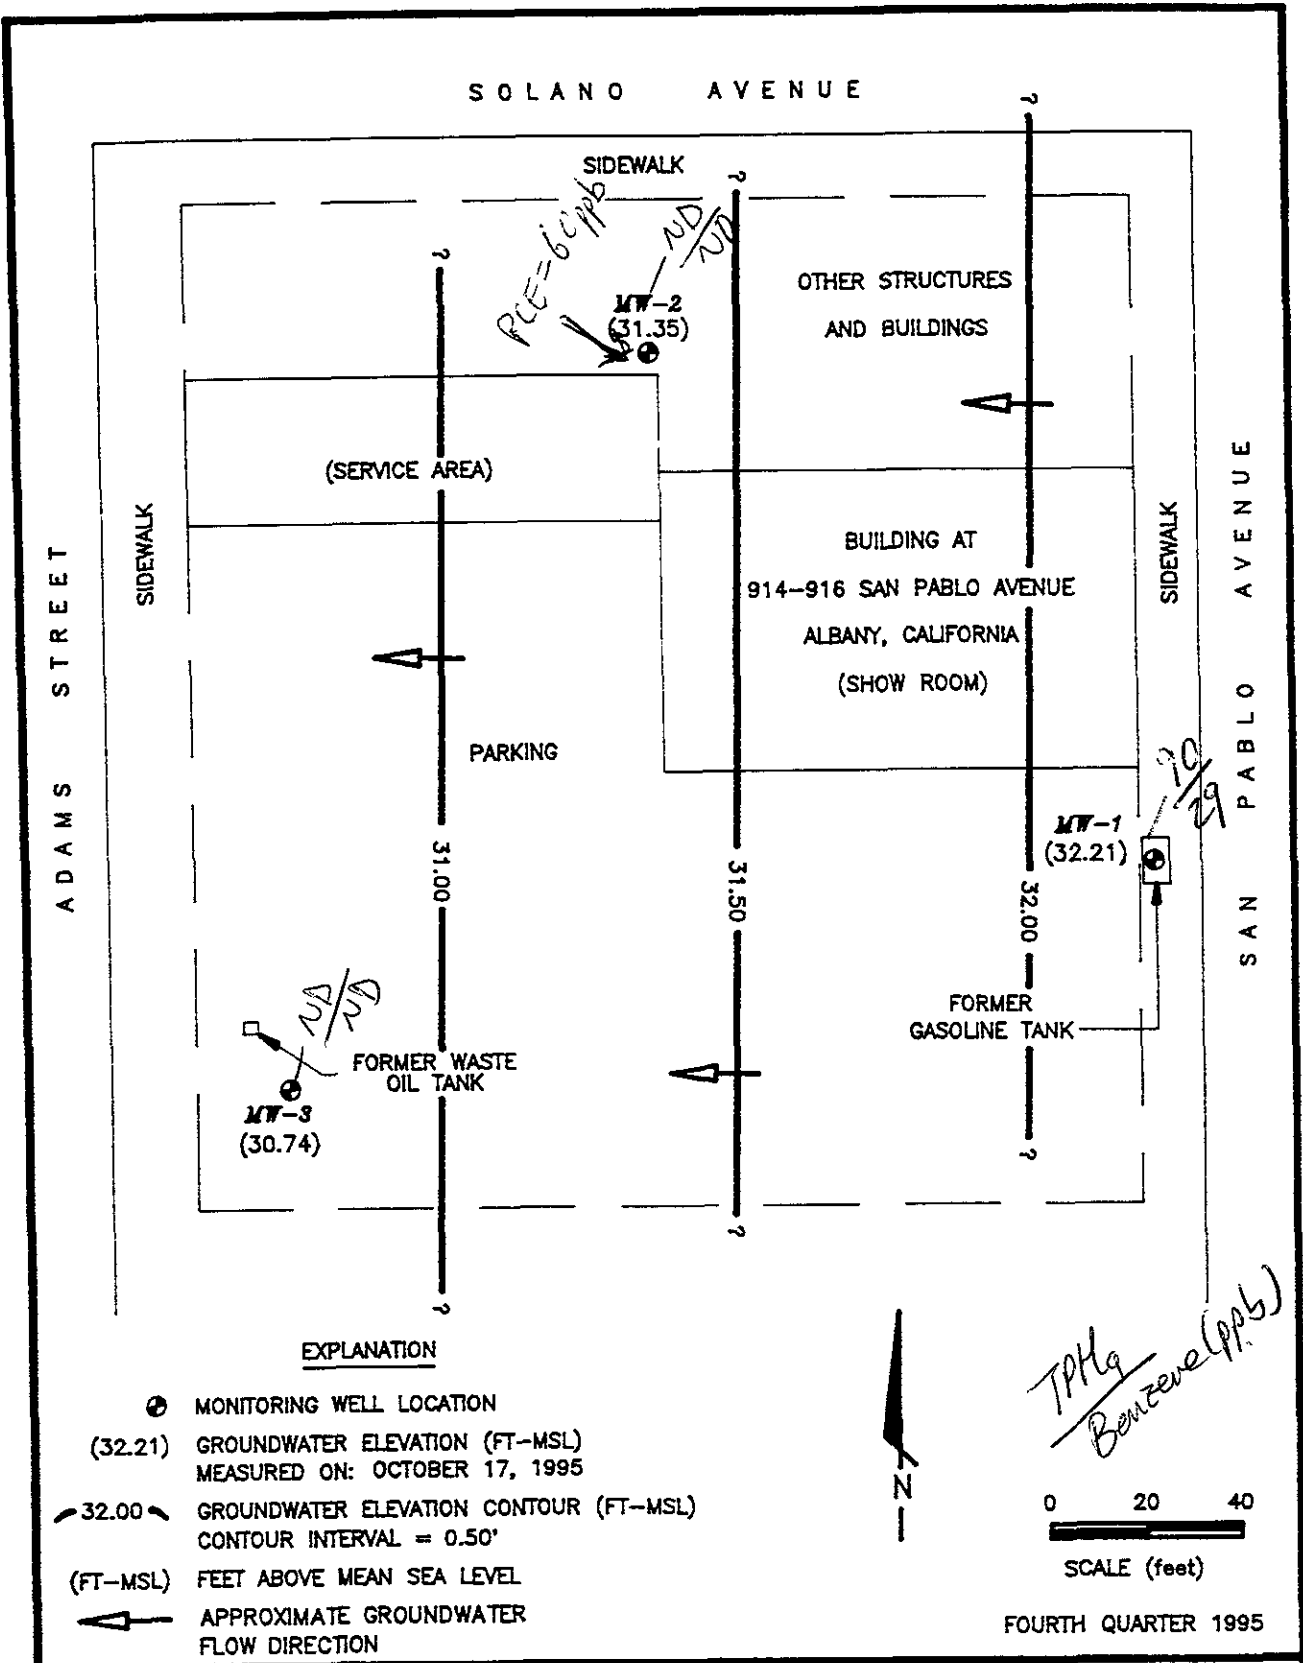 SOLANO AVENUE
?
SIDEWALK
?
PCE=60ppb
ND/ND
?
MW-2
(31.35)
OTHER STRUCTURES
AND BUILDINGS
(SERVICE AREA)
SIDEWALK
ADAMS STREET
BUILDING AT
914-916 SAN PABLO AVENUE
ALBANY, CALIFORNIA
(SHOW ROOM)
SIDEWALK
SAN PABLO AVENUE
PARKING
90/29
MW-1
(32.21)
31.00
31.50
32.00
ND/ND
FORMER
GASOLINE TANK
FORMER WASTE
OIL TANK
MW-3
(30.74)
?
?
?
EXPLANATION
MONITORING WELL LOCATION
(32.21) GROUNDWATER ELEVATION (FT-MSL)
MEASURED ON: OCTOBER 17, 1995
32.00 GROUNDWATER ELEVATION CONTOUR (FT-MSL)
CONTOUR INTERVAL = 0.50'
(FT-MSL) FEET ABOVE MEAN SEA LEVEL
APPROXIMATE GROUNDWATER
FLOW DIRECTION
N
TPHg
Benzene (ppb)
0 20 40
SCALE (feet)
FOURTH QUARTER 1995